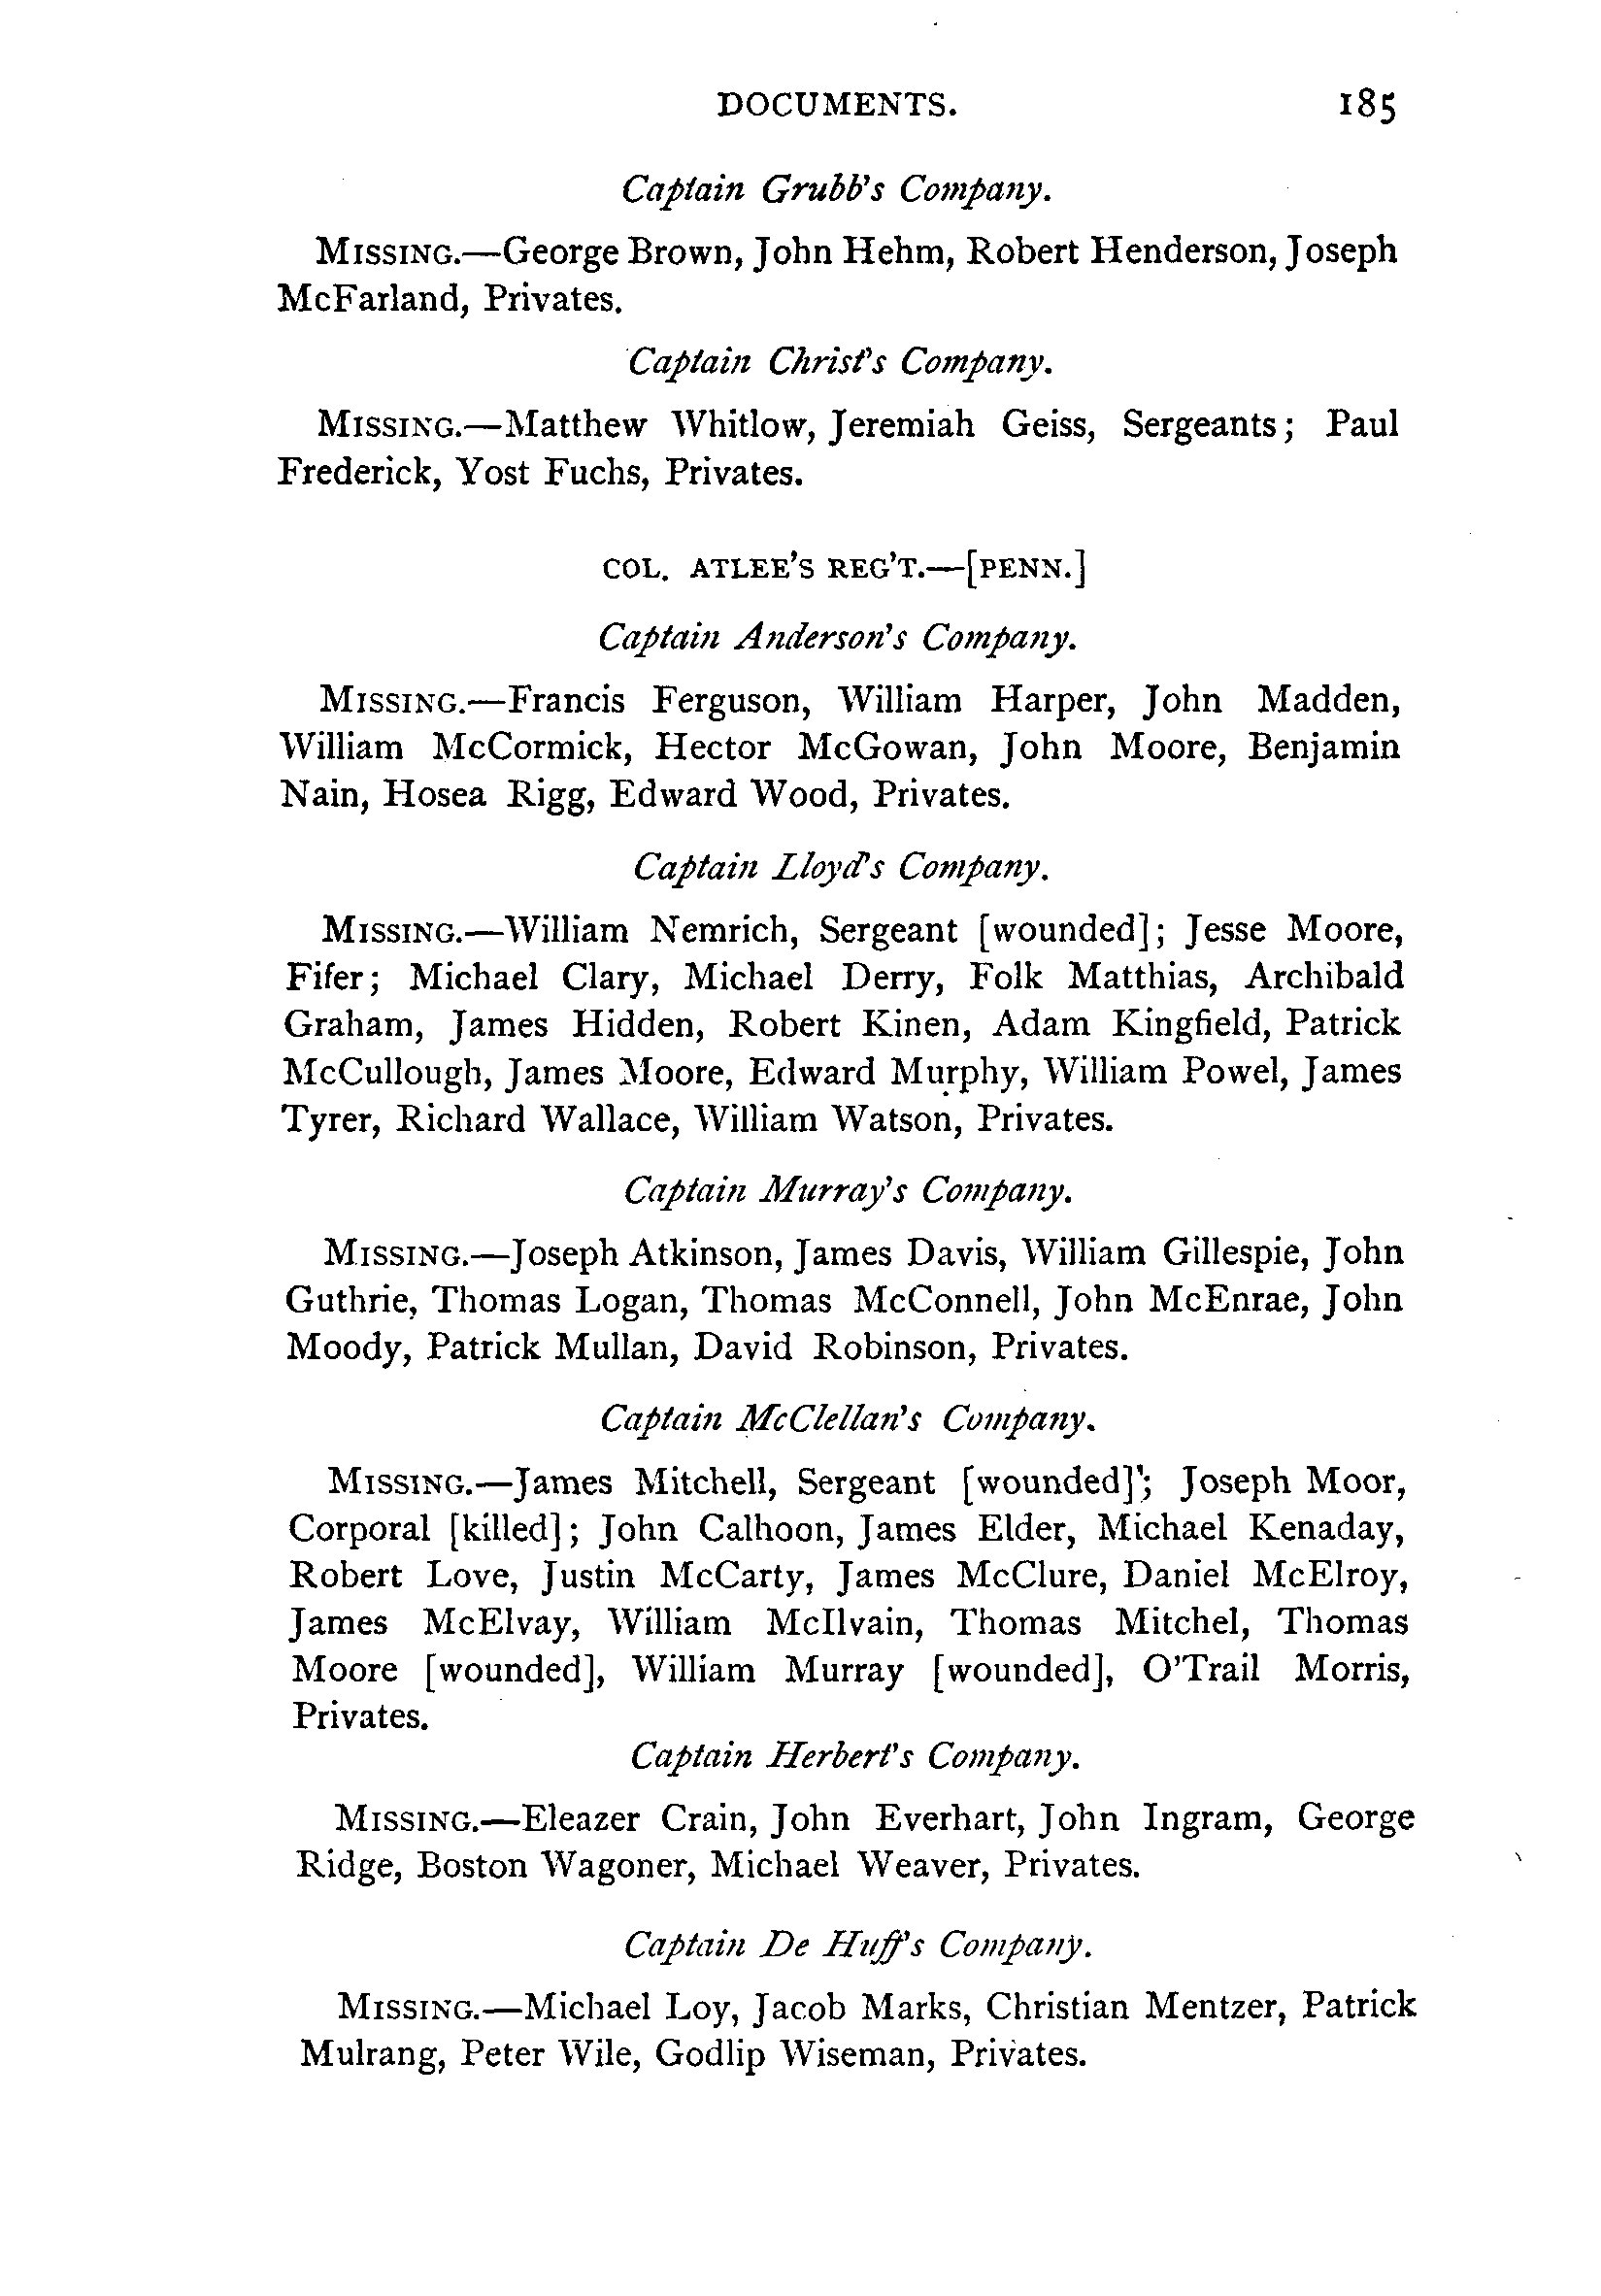 DOCUMENTS. 185
Captain Grubb's Company.
MISSING.—George Brown, John Hehm, Robert Henderson, Joseph
McFarland, Privates.
Captain Christ's Company.
MISSING.—Matthew Whitlow, Jeremiah Geiss, Sergeants; Paul
Frederick, Yost Fuchs, Privates.
COL. ATLEE'S REG'T.—[PENN.]
Captain Anderson's Company.
MISSING.—Francis Ferguson, William Harper, John Madden,
William McCormick, Hector McGowan, John Moore, Benjamin
Nain, Hosea Rigg, Edward Wood, Privates.
Captain Lloyd's Company.
MISSING.—William Nemrich, Sergeant [wounded]; Jesse Moore,
Fifer; Michael Clary, Michael Derry, Folk Matthias, Archibald
Graham, James Hidden, Robert Kinen, Adam Kingfield, Patrick
McCullough, James Moore, Edward Murphy, William Powel, James
Tyrer, Richard Wallace, William Watson, Privates.
Captain Murray's Company.
MISSING.—Joseph Atkinson, James Davis, William Gillespie, John
Guthrie, Thomas Logan, Thomas McConnell, John McEnrae, John
Moody, Patrick Mullan, David Robinson, Privates.
Captain McClellan's Company.
MISSING.—James Mitchell, Sergeant [wounded]; Joseph Moor,
Corporal [killed]; John Calhoon, James Elder, Michael Kenaday,
Robert Love, Justin McCarty, James McClure, Daniel McElroy,
James McElvay, William McIlvain, Thomas Mitchel, Thomas
Moore [wounded], William Murray [wounded], O'Trail Morris,
Privates.
Captain Herbert's Company.
MISSING.—Eleazer Crain, John Everhart, John Ingram, George
Ridge, Boston Wagoner, Michael Weaver, Privates.
Captain De Huff's Company.
MISSING.—Michael Loy, Jacob Marks, Christian Mentzer, Patrick
Mulrang, Peter Wile, Godlip Wiseman, Privates.